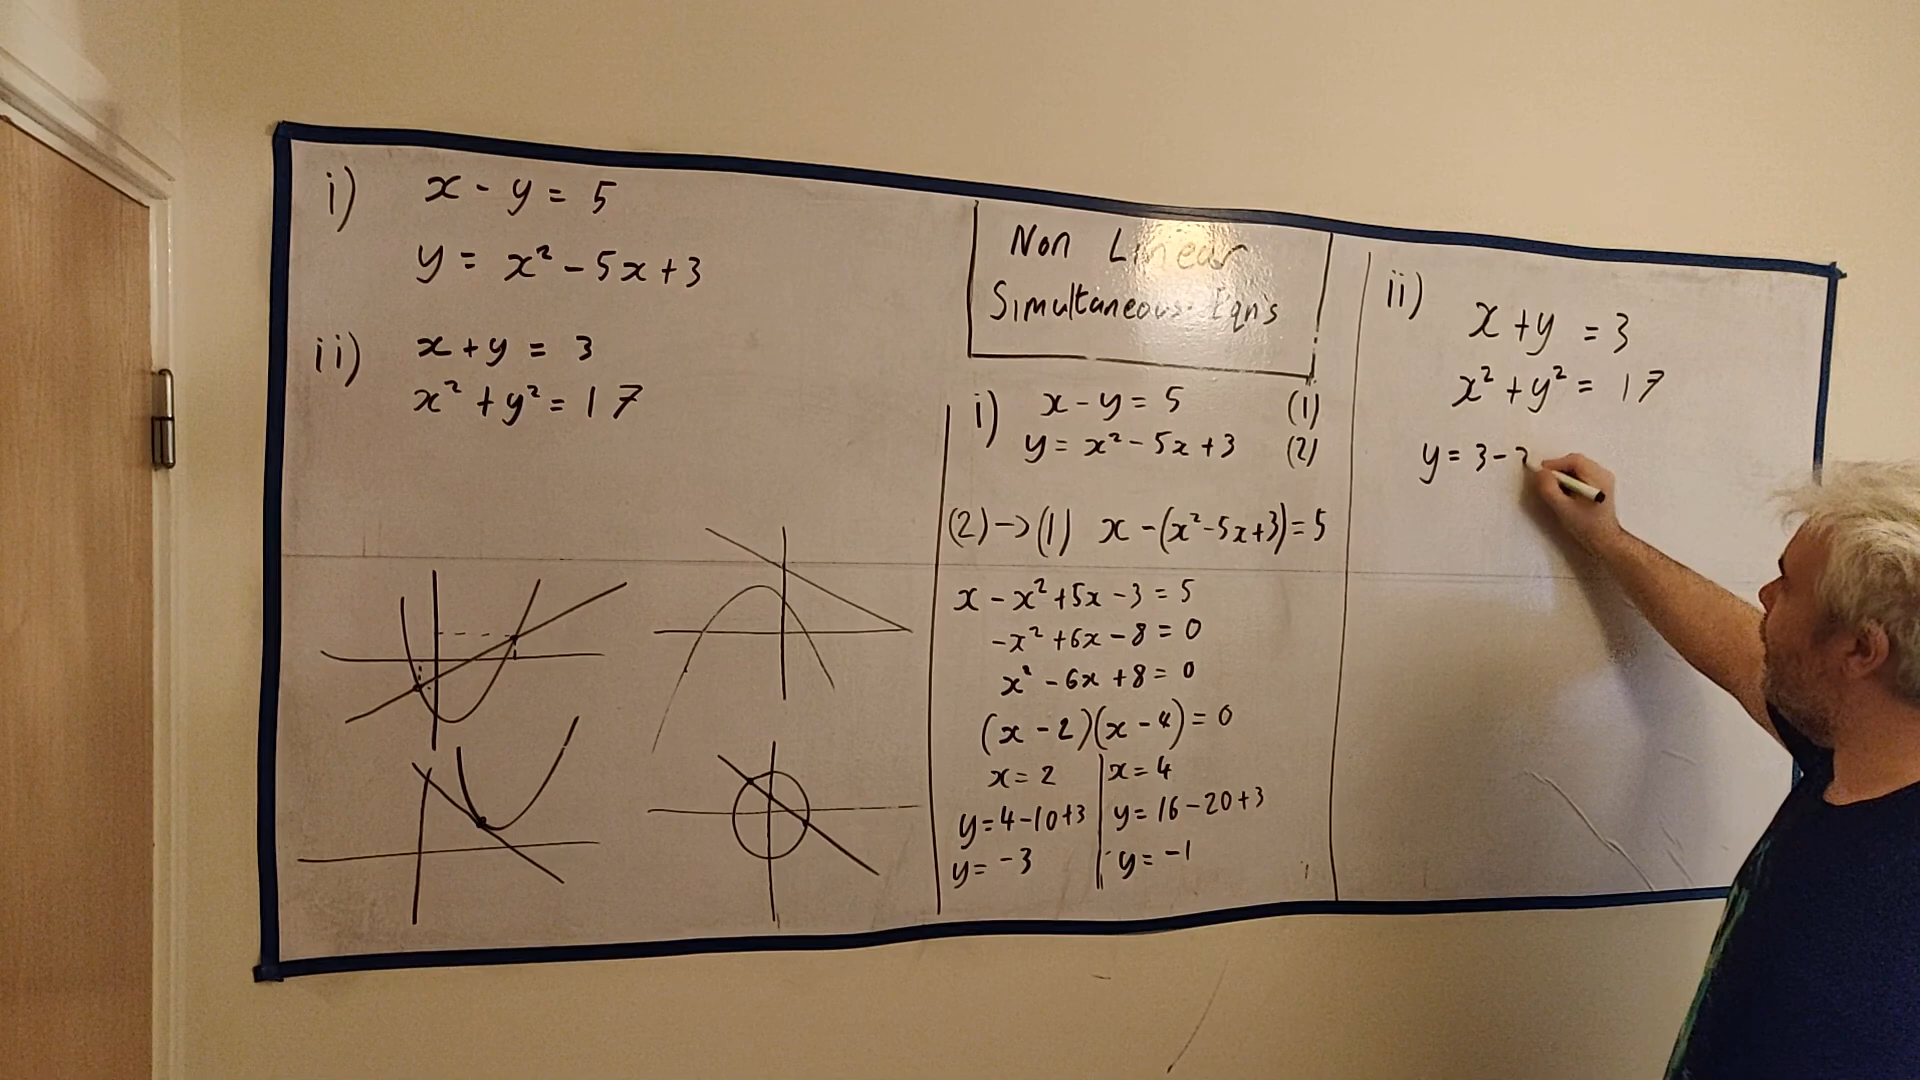 i) x - y = 5
y = x² - 5x + 3
ii) x + y = 3
x² + y² = 17
Non Linear
Simultaneous Eqn's
i) x - y = 5 (1)
y = x² - 5x + 3 (2)
(2) -> (1) x - (x² - 5x + 3) = 5
x - x² + 5x - 3 = 5
-x² + 6x - 8 = 0
x² - 6x + 8 = 0
(x - 2)(x - 4) = 0
x = 2 | x = 4
y = 4 - 10 + 3 | y = 16 - 20 + 3
y = -3 | y = -1
ii) x + y = 3
x² + y² = 17
y = 3 -